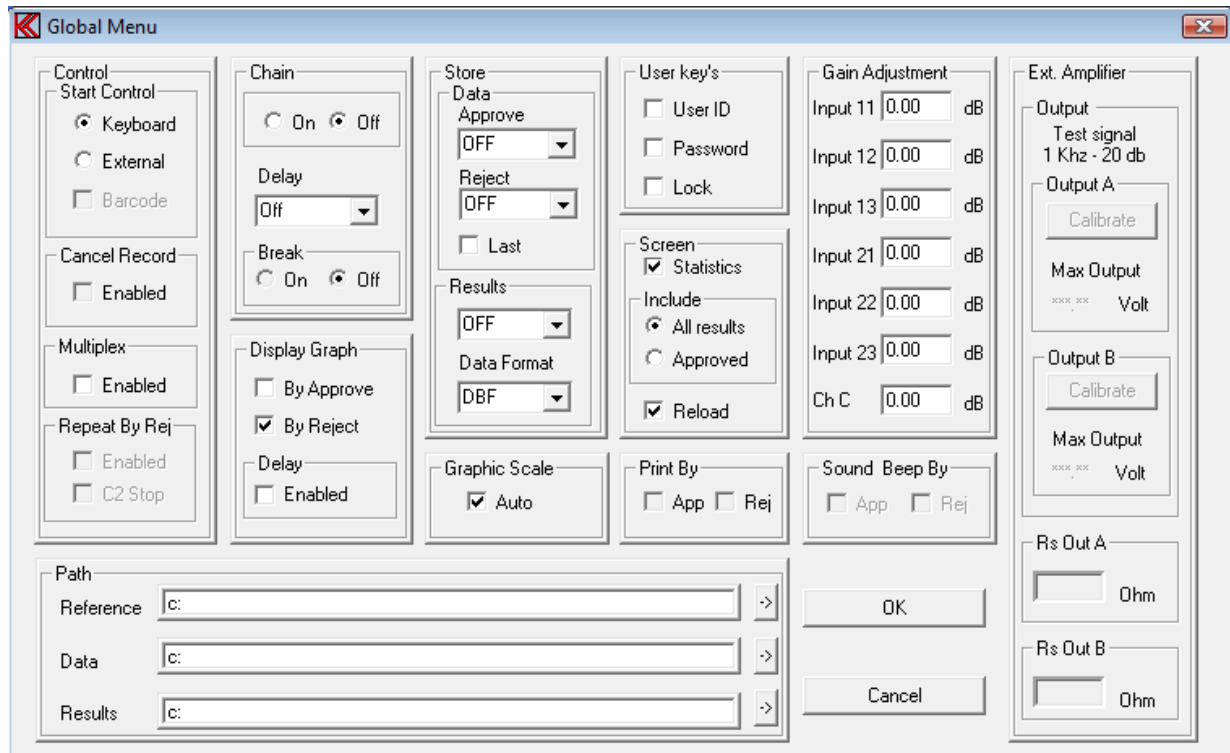 Global Menu
Control
Start Control
Keyboard
External
Barcode
Cancel Record
Enabled
Multiplex
Enabled
Repeat By Rej
Enabled
C2 Stop
Chain
On Off
Delay
Off
Break
On Off
Display Graph
By Approve
By Reject
Delay
Enabled
Store
Data
Approve
OFF
Reject
OFF
Last
Results
OFF
Data Format
DBF
Graphic Scale
Auto
User key's
User ID
Password
Lock
Screen
Statistics
Include
All results
Approved
Reload
Print By
App Rej
Gain Adjustment
Input 11 0.00 dB
Input 12 0.00 dB
Input 13 0.00 dB
Input 21 0.00 dB
Input 22 0.00 dB
Input 23 0.00 dB
Ch C 0.00 dB
Sound Beep By
App Rej
Ext. Amplifier
Output
Test signal
1 Khz - 20 db
Output A
Calibrate
Max Output
***.** Volt
Output B
Calibrate
Max Output
***.** Volt
Rs Out A
Ohm
Rs Out B
Ohm
Path
Reference c: ->
Data c: ->
Results c: ->
OK
Cancel